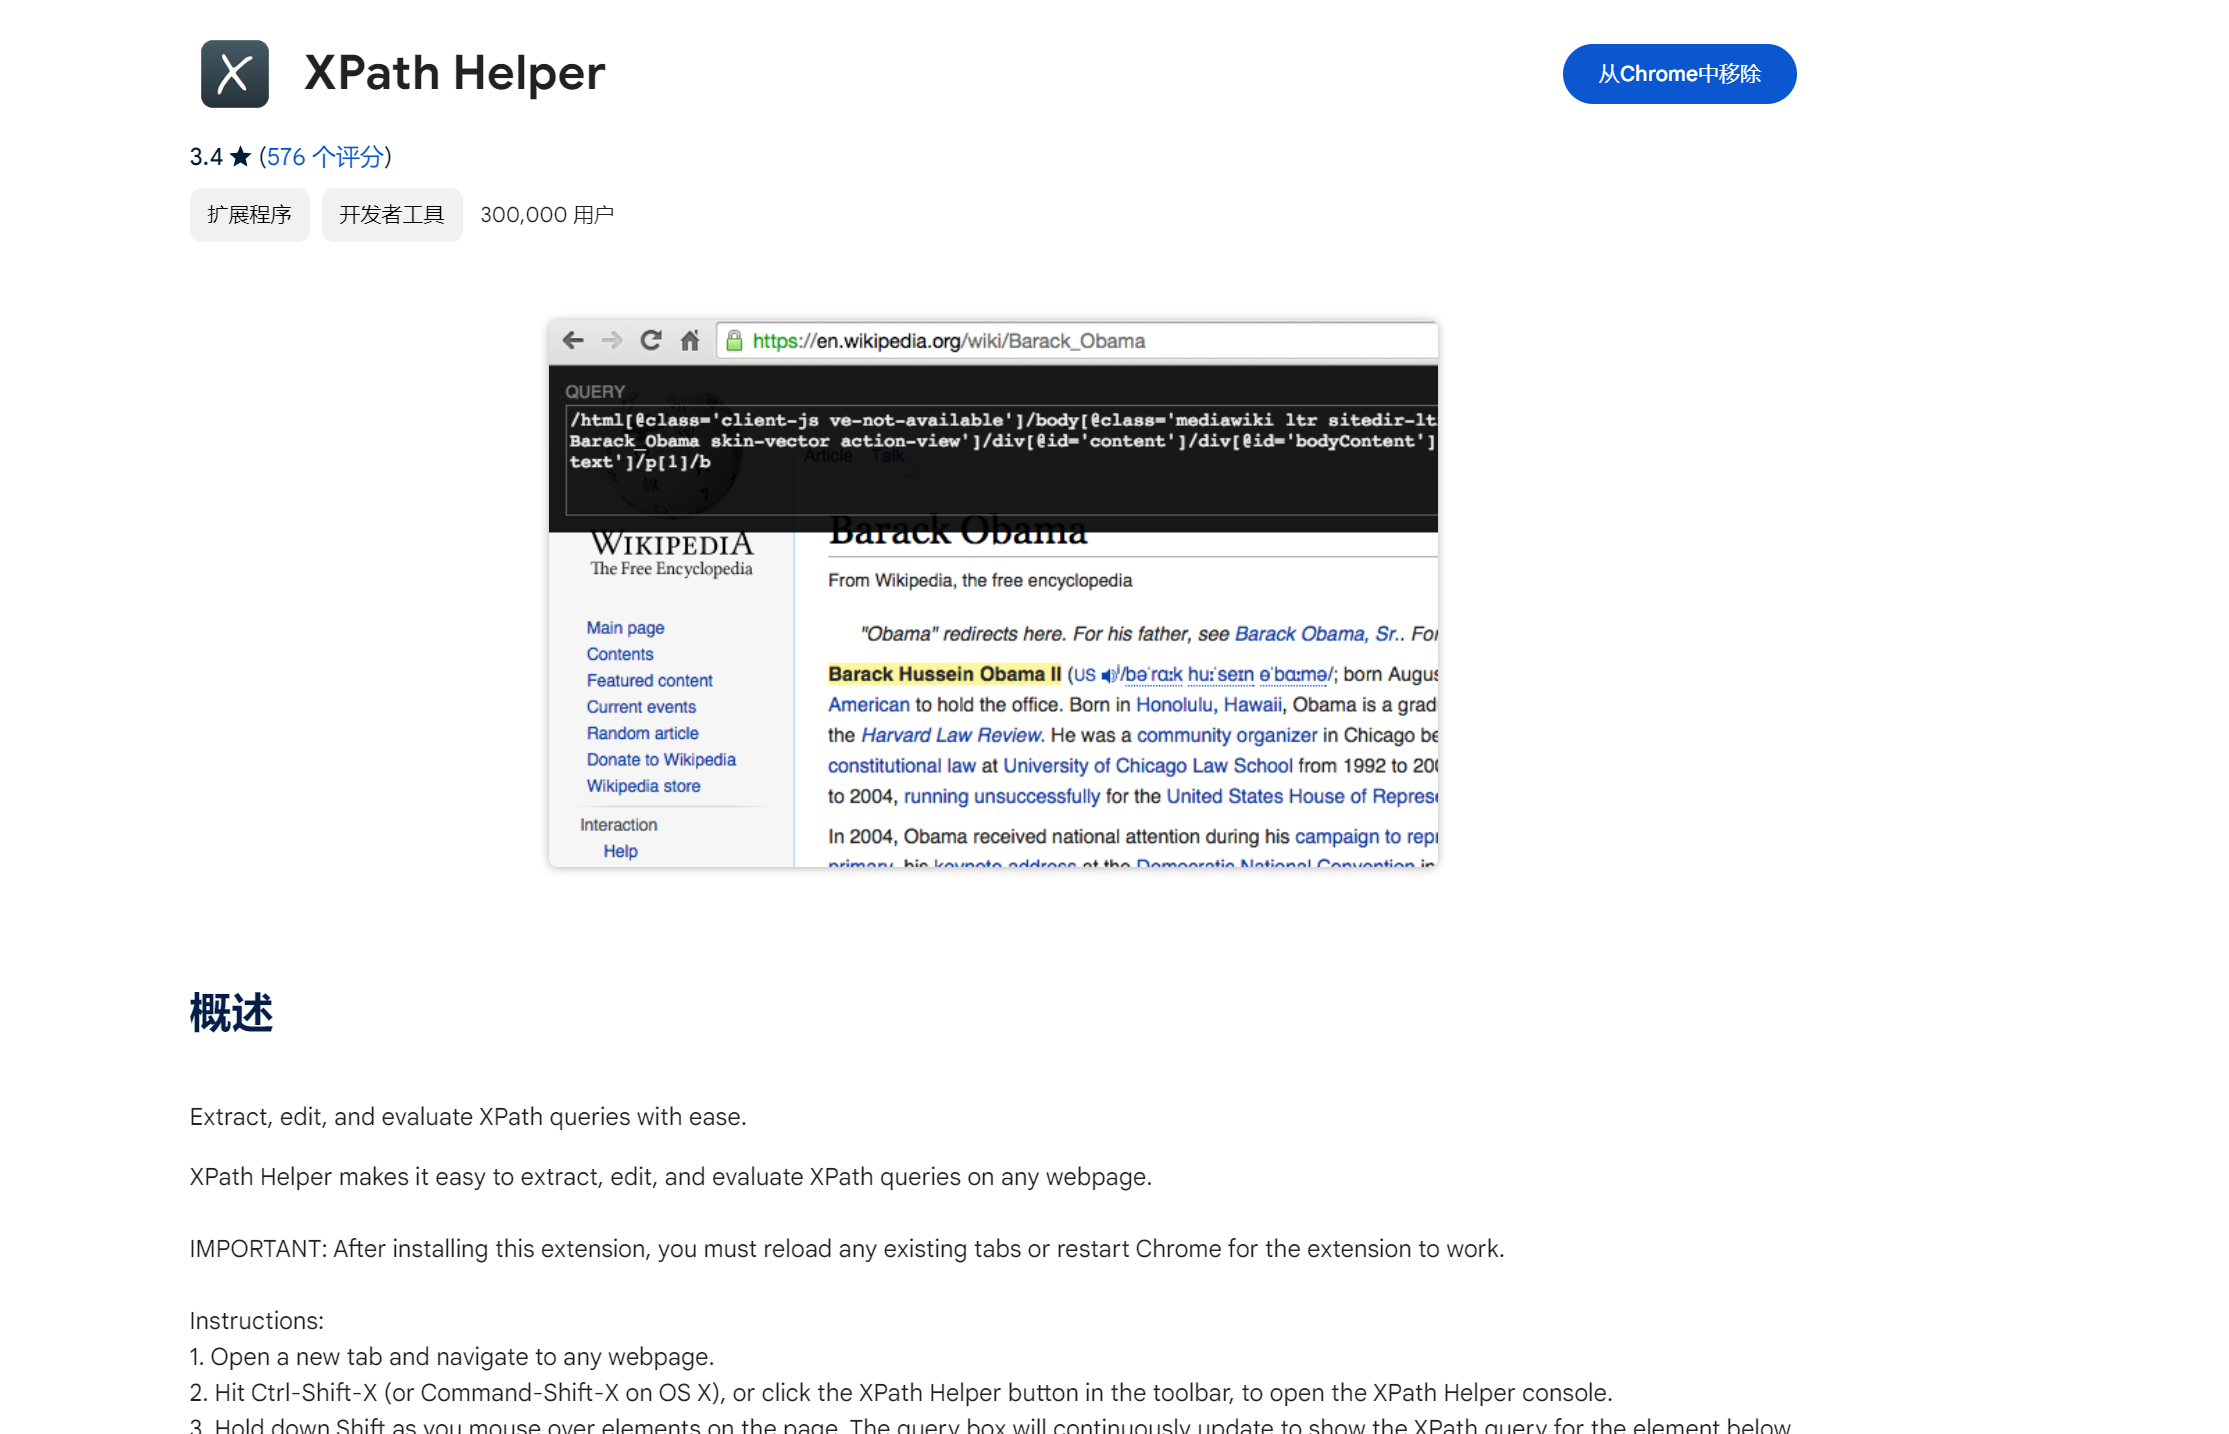 XPath Helper
从Chrome中移除
3.4 ★ (576 个评分)
扩展程序 开发者工具 300,000 用户
https://en.wikipedia.org/wiki/Barack_Obama
QUERY
/html[@class='client-js ve-not-available']/body[@class='mediawiki ltr sitedir-lt
Barack_Obama skin-vector action-view']/div[@id='content']/div[@id='bodyContent']
text']/p[1]/b
Article Talk
WIKIPEDIA
The Free Encyclopedia
Main page
Contents
Featured content
Current events
Random article
Donate to Wikipedia
Wikipedia store
Interaction
Help
Barack Obama
From Wikipedia, the free encyclopedia
"Obama" redirects here. For his father, see Barack Obama, Sr.. For
Barack Hussein Obama II (US /bəˈrɑːk huːˈseɪn oʊˈbɑːmə/; born Augus
American to hold the office. Born in Honolulu, Hawaii, Obama is a grad
the Harvard Law Review. He was a community organizer in Chicago be
constitutional law at University of Chicago Law School from 1992 to 200
to 2004, running unsuccessfully for the United States House of Represe
In 2004, Obama received national attention during his campaign to repr
primary, his keynote address at the Democratic National Convention in
概述
Extract, edit, and evaluate XPath queries with ease.
XPath Helper makes it easy to extract, edit, and evaluate XPath queries on any webpage.
IMPORTANT: After installing this extension, you must reload any existing tabs or restart Chrome for the extension to work.
Instructions:
1. Open a new tab and navigate to any webpage.
2. Hit Ctrl-Shift-X (or Command-Shift-X on OS X), or click the XPath Helper button in the toolbar, to open the XPath Helper console.
3. Hold down Shift as you mouse over elements on the page. The query box will continuously update to show the XPath query for the element below